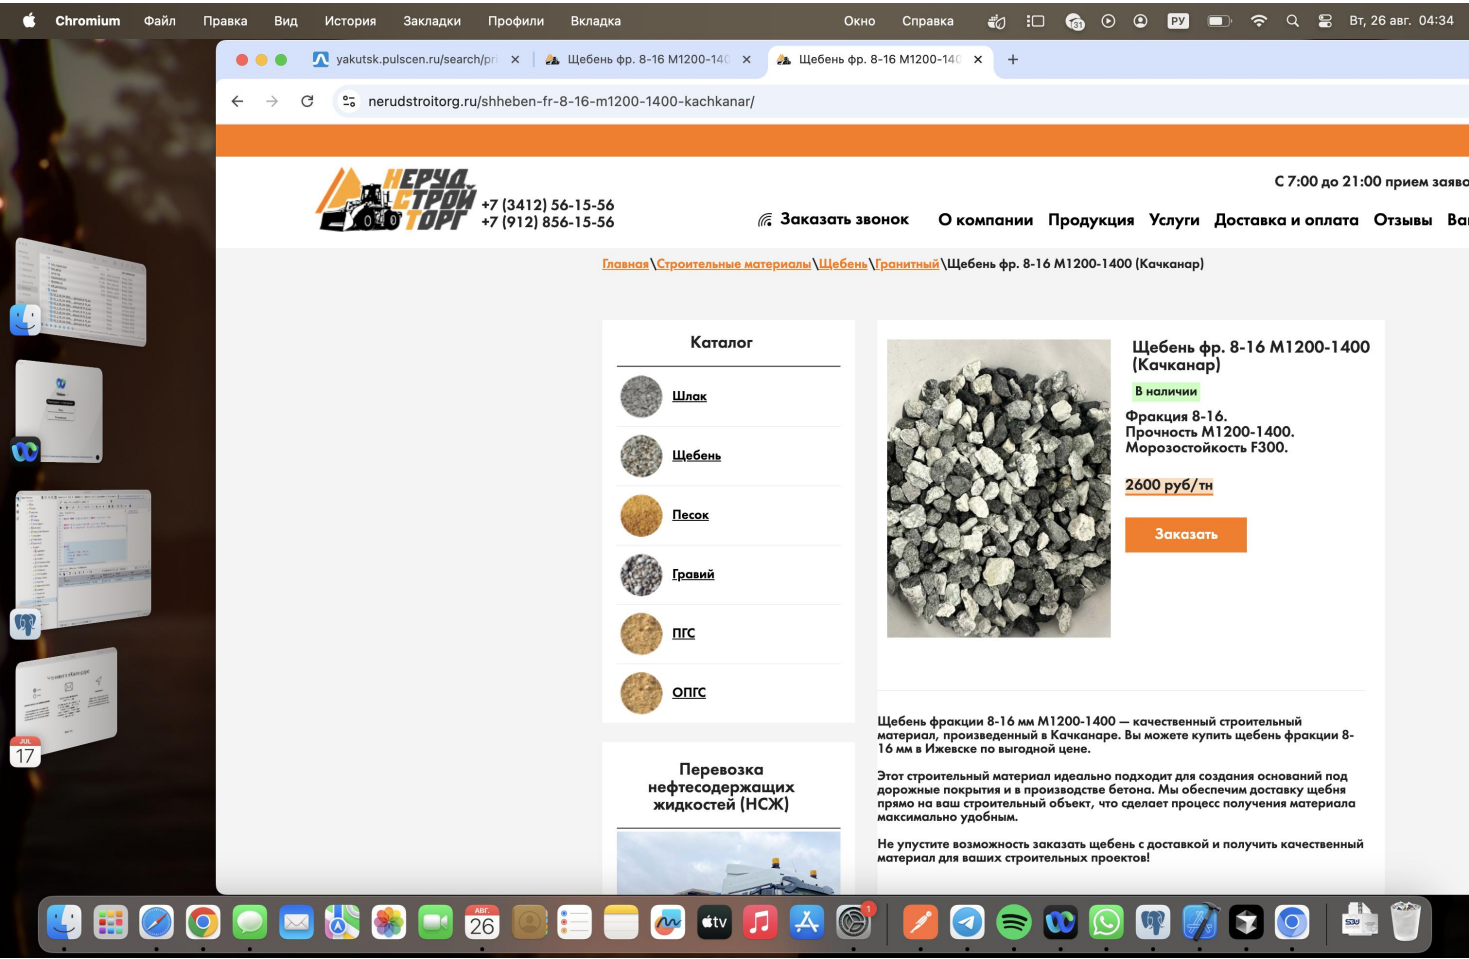 Chromium Файл Правка Вид История Закладки Профили Вкладка Окно Справка РУ Вт, 26 авг. 04:34
yakutsk.pulscen.ru/search/pri Щебень фр. 8-16 М1200-140 Щебень фр. 8-16 М1200-140
nerudstroitorg.ru/shheben-fr-8-16-m1200-1400-kachkanar/
С 7:00 до 21:00 прием заяво
НЕРУД
СТРОЙ
ТОРГ
+7 (3412) 56-15-56
+7 (912) 856-15-56
Заказать звонок О компании Продукция Услуги Доставка и оплата Отзывы Ва
Главная\Строительные материалы\Щебень\Гранитный\Щебень фр. 8-16 М1200-1400 (Качканар)
Каталог
Шлак
Щебень
Песок
Гравий
ПГС
ОПГС
Перевозка
нефтесодержащих
жидкостей (НСЖ)
Щебень фр. 8-16 М1200-1400
(Качканар)
В наличии
Фракция 8-16.
Прочность М1200-1400.
Морозостойкость F300.
2600 руб/тн
Заказать
Щебень фракции 8-16 мм М1200-1400 — качественный строительный
материал, произведенный в Качканаре. Вы можете купить щебень фракции 8-
16 мм в Ижевске по выгодной цене.
Этот строительный материал идеально подходит для создания оснований под
дорожные покрытия и в производстве бетона. Мы обеспечим доставку щебня
прямо на ваш строительный объект, что сделает процесс получения материала
максимально удобным.
Не упустите возможность заказать щебень с доставкой и получить качественный
материал для ваших строительных проектов!
JUL
17
АВГ.
26
tv
1